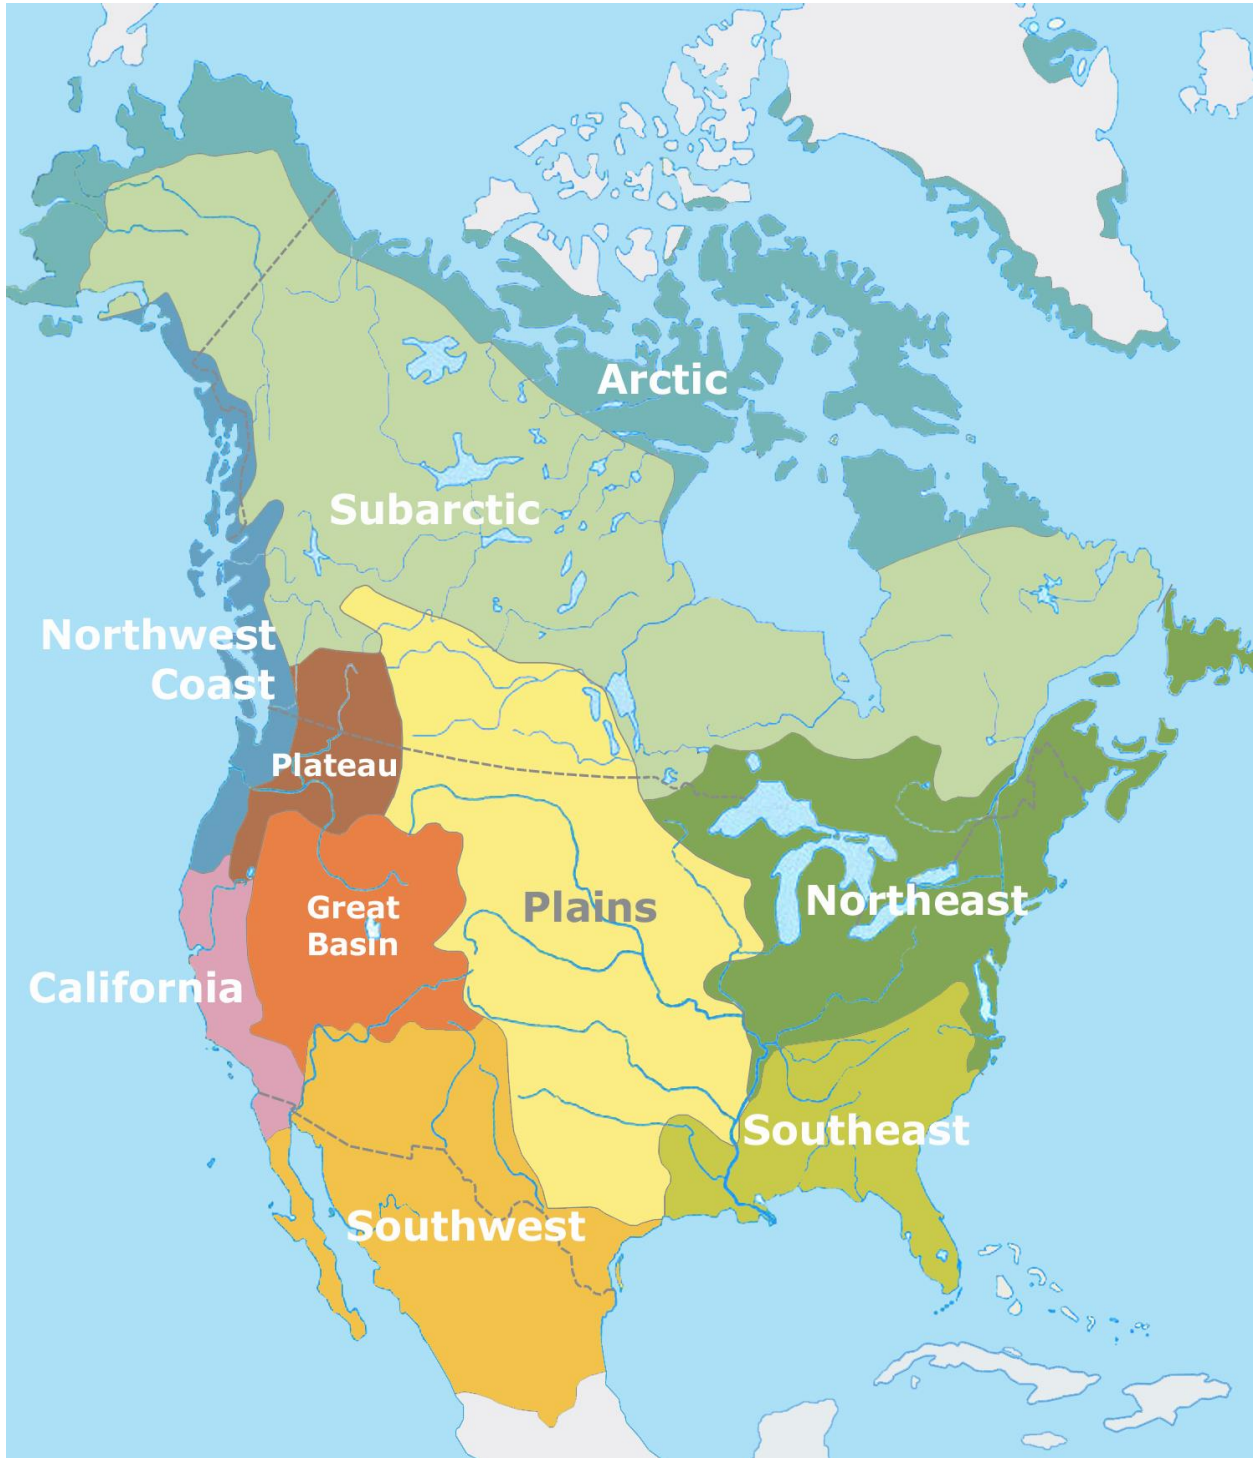 Arctic
Subarctic
Northwest
Coast
Plateau
Great
Basin
Plains
Northeast
California
Southeast
Southwest